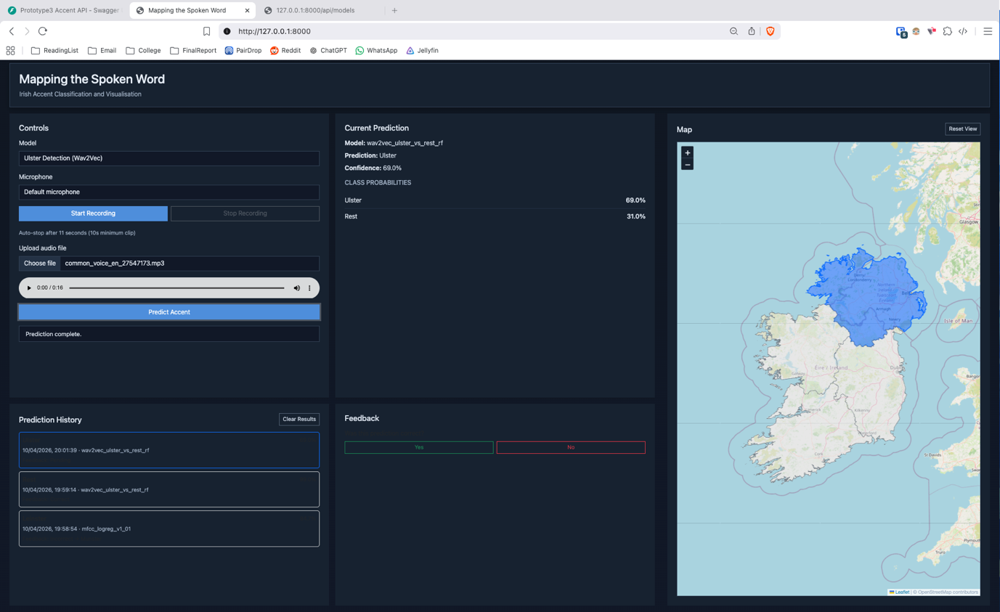 Prototype3 Accent API - Swagger
Mapping the Spoken Word
127.0.0.1:8000/api/models
http://127.0.0.1:8000
6
ReadingList
Email
College
FinalReport
PairDrop
Reddit
ChatGPT
WhatsApp
Jellyfin
Mapping the Spoken Word
Irish Accent Classification and Visualisation
Controls
Model
Ulster Detection (Wav2Vec)
Microphone
Default microphone
Start Recording
Stop Recording
Auto-stop after 11 seconds (10s minimum clip)
Upload audio file
Choose file common_voice_en_27547173.mp3
0:00 / 0:16
Predict Accent
Prediction complete.
Current Prediction
Model: wav2vec_ulster_vs_rest_rf
Prediction: Ulster
Confidence: 69.0%
CLASS PROBABILITIES
Ulster 69.0%
Rest 31.0%
Prediction History
Clear Results
10/04/2026, 20:01:39 · wav2vec_ulster_vs_rest_rf
10/04/2026, 19:59:14 · wav2vec_ulster_vs_rest_rf
10/04/2026, 19:58:54 · mfcc_logreg_v1_01
Feedback
Yes
No
Map
Reset View
+
−
Glasgow
Northern
Armagh
Newry
Isle of Man
Éire / Ireland
Kilkenny
Cork
St Davids
Plymouth
Truro
Leaflet | © OpenStreetMap contributors